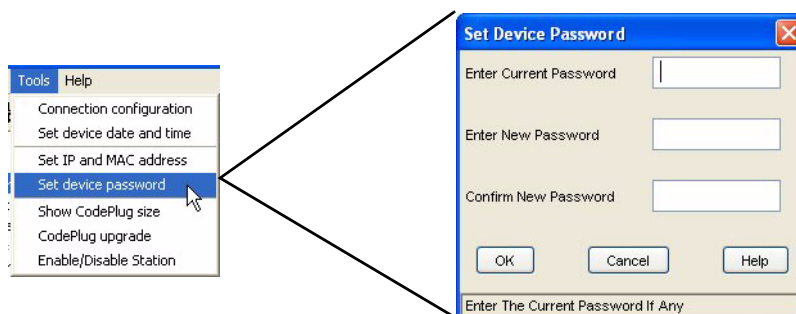 Tools Help
Connection configuration
Set device date and time
Set IP and MAC address
Set device password
Show CodePlug size
CodePlug upgrade
Enable/Disable Station
Set Device Password
Enter Current Password
Enter New Password
Confirm New Password
OK Cancel Help
Enter The Current Password If Any